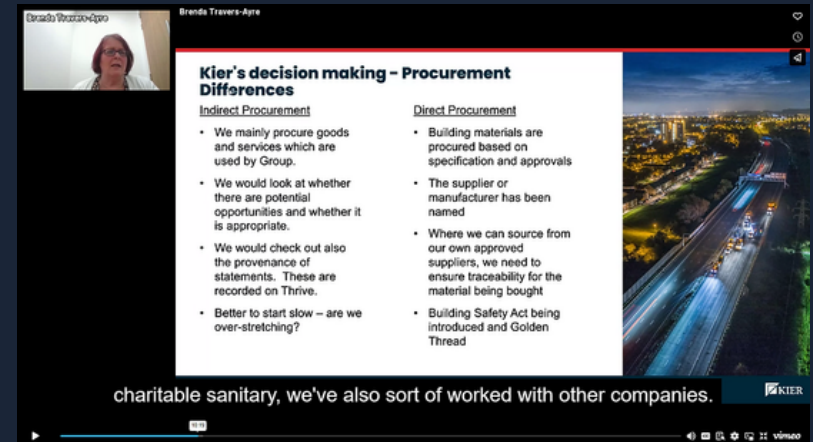 Brenda Travers-Ayre
Brenda Travers-Ayre
Kier's decision making – Procurement
Differences
Indirect Procurement
• We mainly procure goods
and services which are
used by Group.
• We would look at whether
there are potential
opportunities and whether it
is appropriate.
• We would check out also
the provenance of
statements. These are
recorded on Thrive.
• Better to start slow – are we
over-stretching?
Direct Procurement
• Building materials are
procured based on
specification and approvals
• The supplier or
manufacturer has been
named
• Where we can source from
our own approved
suppliers, we need to
ensure traceability for the
material being bought
• Building Safety Act being
introduced and Golden
Thread
charitable sanitary, we've also sort of worked with other companies.
KIER
vimeo